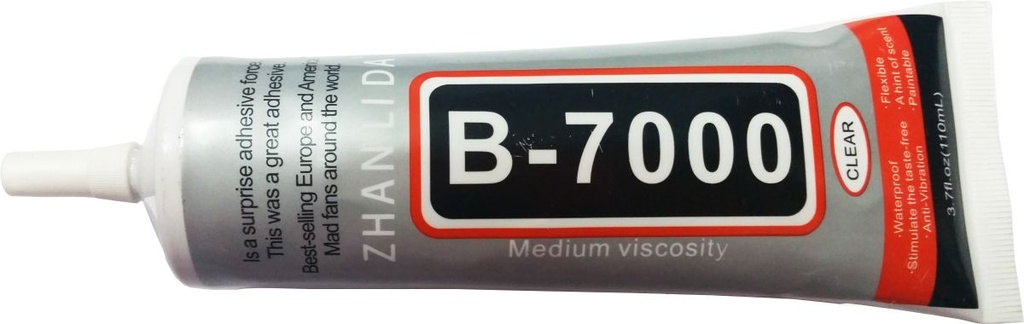 Is a surprise adhesive force
This was a great adhesive
Best-selling Europe and Americ
Mad fans around the world
ZHANLIDA
B-7000
Medium viscosity
CLEAR
·Flexible
·A hint of scent
·Paintable
·Waterproof
·Stimulate the taste-free
·Anti-Vibration
3.7fl.oz(110mL)